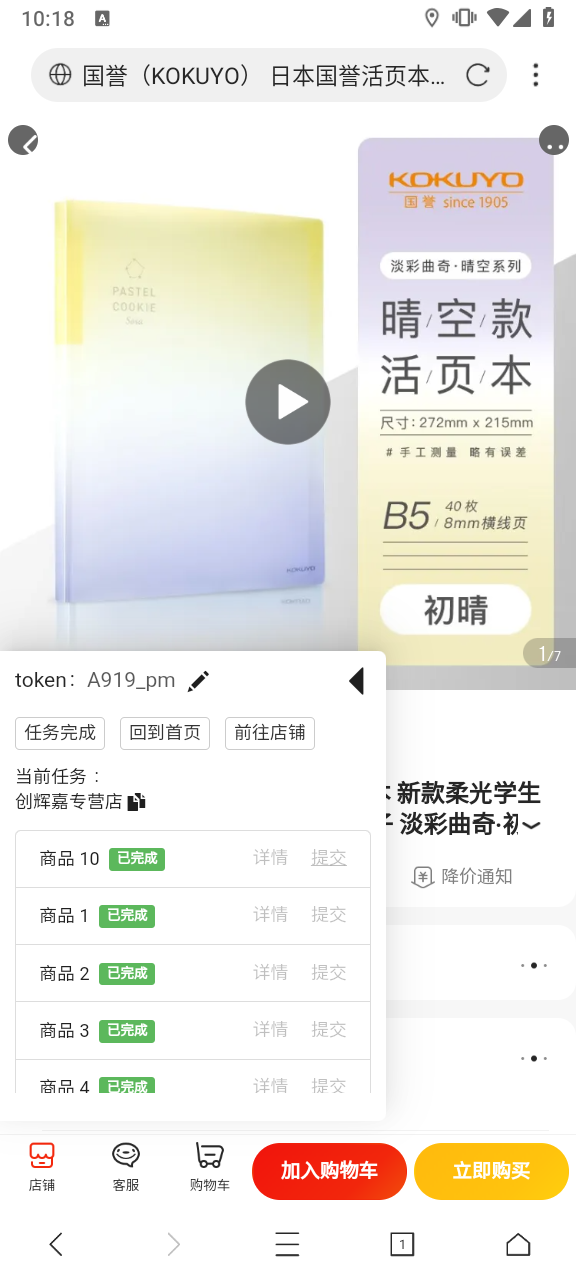 10:18
A
国誉（KOKUYO） 日本国誉活页本...
KOKUYO
国誉 since 1905
淡彩曲奇·晴空系列
晴/空/款
活/页/本
尺寸：272mm x 215mm
# 手工测量 略有误差
B5/ 40枚
8mm横线页
初晴
PASTEL
COOKIE
KOKUYO
1/7
token： A919_pm
任务完成 回到首页 前往店铺
当前任务：
创辉嘉专营店
商品 10 已完成 详情 提交
商品 1 已完成 详情 提交
商品 2 已完成 详情 提交
商品 3 已完成 详情 提交
商品 4 已完成 详情 提交
新款柔光学生
淡彩曲奇·初
降价通知
店铺 客服 购物车 加入购物车 立即购买
1